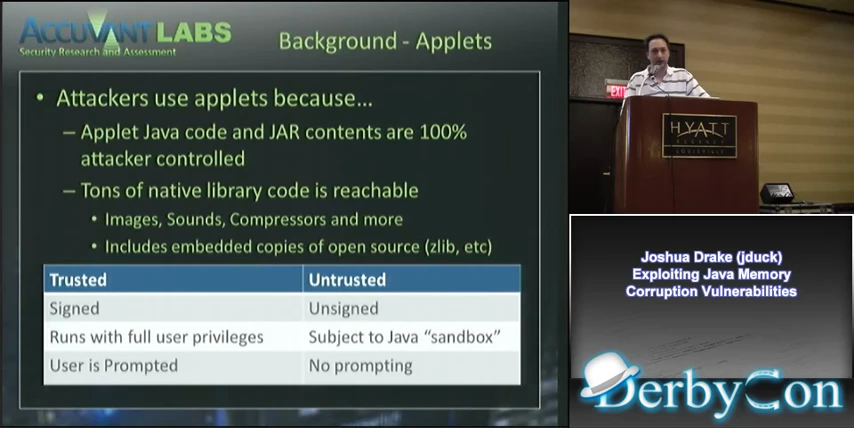 ACCUVANT LABS
Security Research and Assessment
Background - Applets
• Attackers use applets because…
– Applet Java code and JAR contents are 100%
attacker controlled
– Tons of native library code is reachable
• Images, Sounds, Compressors and more
• Includes embedded copies of open source (zlib, etc)
Trusted Untrusted
Signed Unsigned
Runs with full user privileges Subject to Java “sandbox”
User is Prompted No prompting
EXIT
HYATT
REGENCY
LOUISVILLE
Joshua Drake (jduck)
Exploiting Java Memory
Corruption Vulnerabilities
DerbyCon